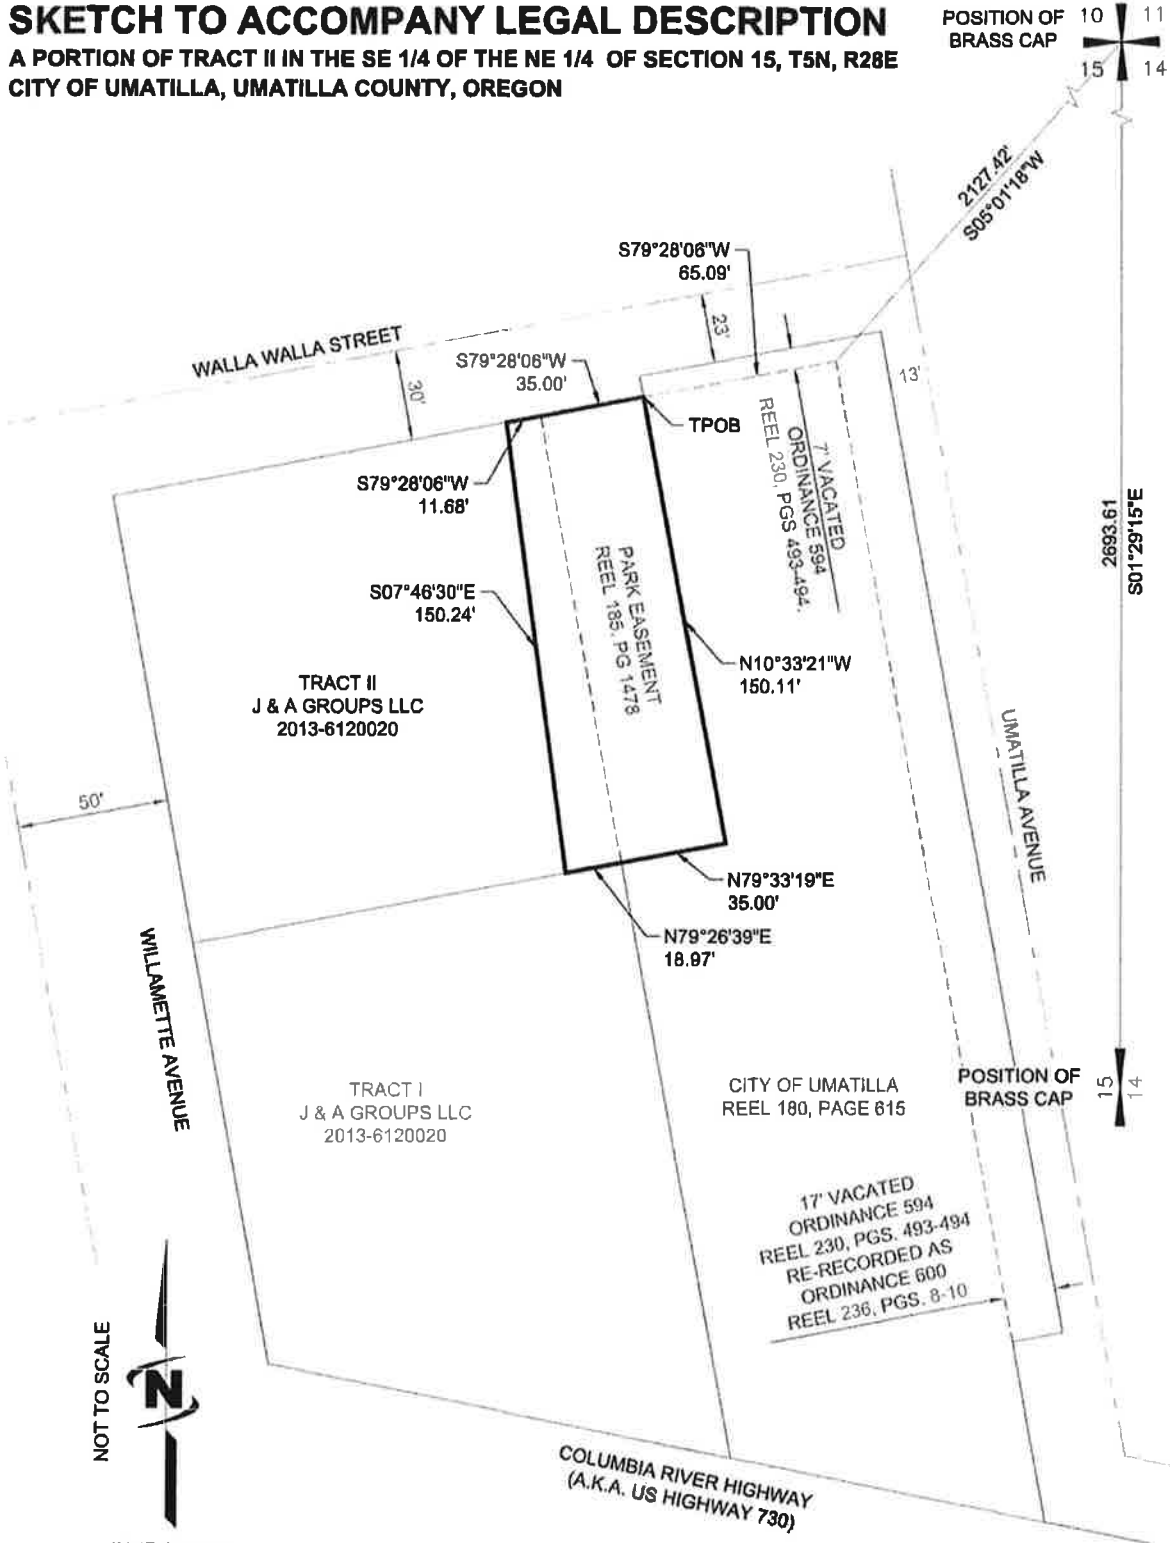 SKETCH TO ACCOMPANY LEGAL DESCRIPTION
A PORTION OF TRACT II IN THE SE 1/4 OF THE NE 1/4 OF SECTION 15, T5N, R28E
CITY OF UMATILLA, UMATILLA COUNTY, OREGON
POSITION OF
BRASS CAP
10 11
15 14
2127.42'
S05°01'18"W
S79°28'06"W
65.09'
23'
WALLA WALLA STREET
30'
S79°28'06"W
35.00'
13'
TPOB
7' VACATED
ORDINANCE 594
REEL 230, PGS 493-494.
S79°28'06"W
11.68'
2693.61
S01°29'15"E
PARK EASEMENT
REEL 185, PG 1478
S07°46'30"E
150.24'
N10°33'21"W
150.11'
TRACT II
J & A GROUPS LLC
2013-6120020
UMATILLA AVENUE
50'
N79°33'19"E
35.00'
N79°26'39"E
18.97'
WILLAMETTE AVENUE
TRACT I
J & A GROUPS LLC
2013-6120020
CITY OF UMATILLA
REEL 180, PAGE 615
POSITION OF
BRASS CAP
15
14
17' VACATED
ORDINANCE 594
REEL 230, PGS. 493-494
RE-RECORDED AS
ORDINANCE 600
REEL 236, PGS. 8-10
NOT TO SCALE
N
COLUMBIA RIVER HIGHWAY
(A.K.A. US HIGHWAY 730)